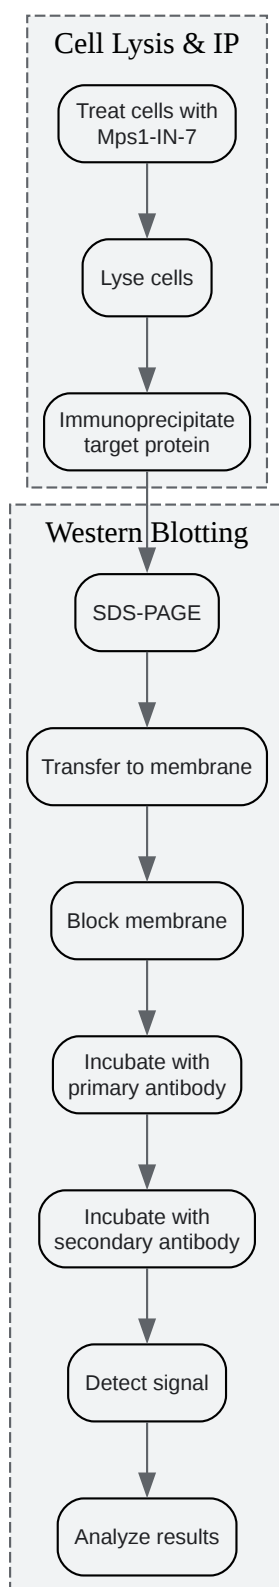 Cell Lysis & IP
Treat cells with
Mps1-IN-7
Lyse cells
Immunoprecipitate
target protein
Western Blotting
SDS-PAGE
Transfer to membrane
Block membrane
Incubate with
primary antibody
Incubate with
secondary antibody
Detect signal
Analyze results